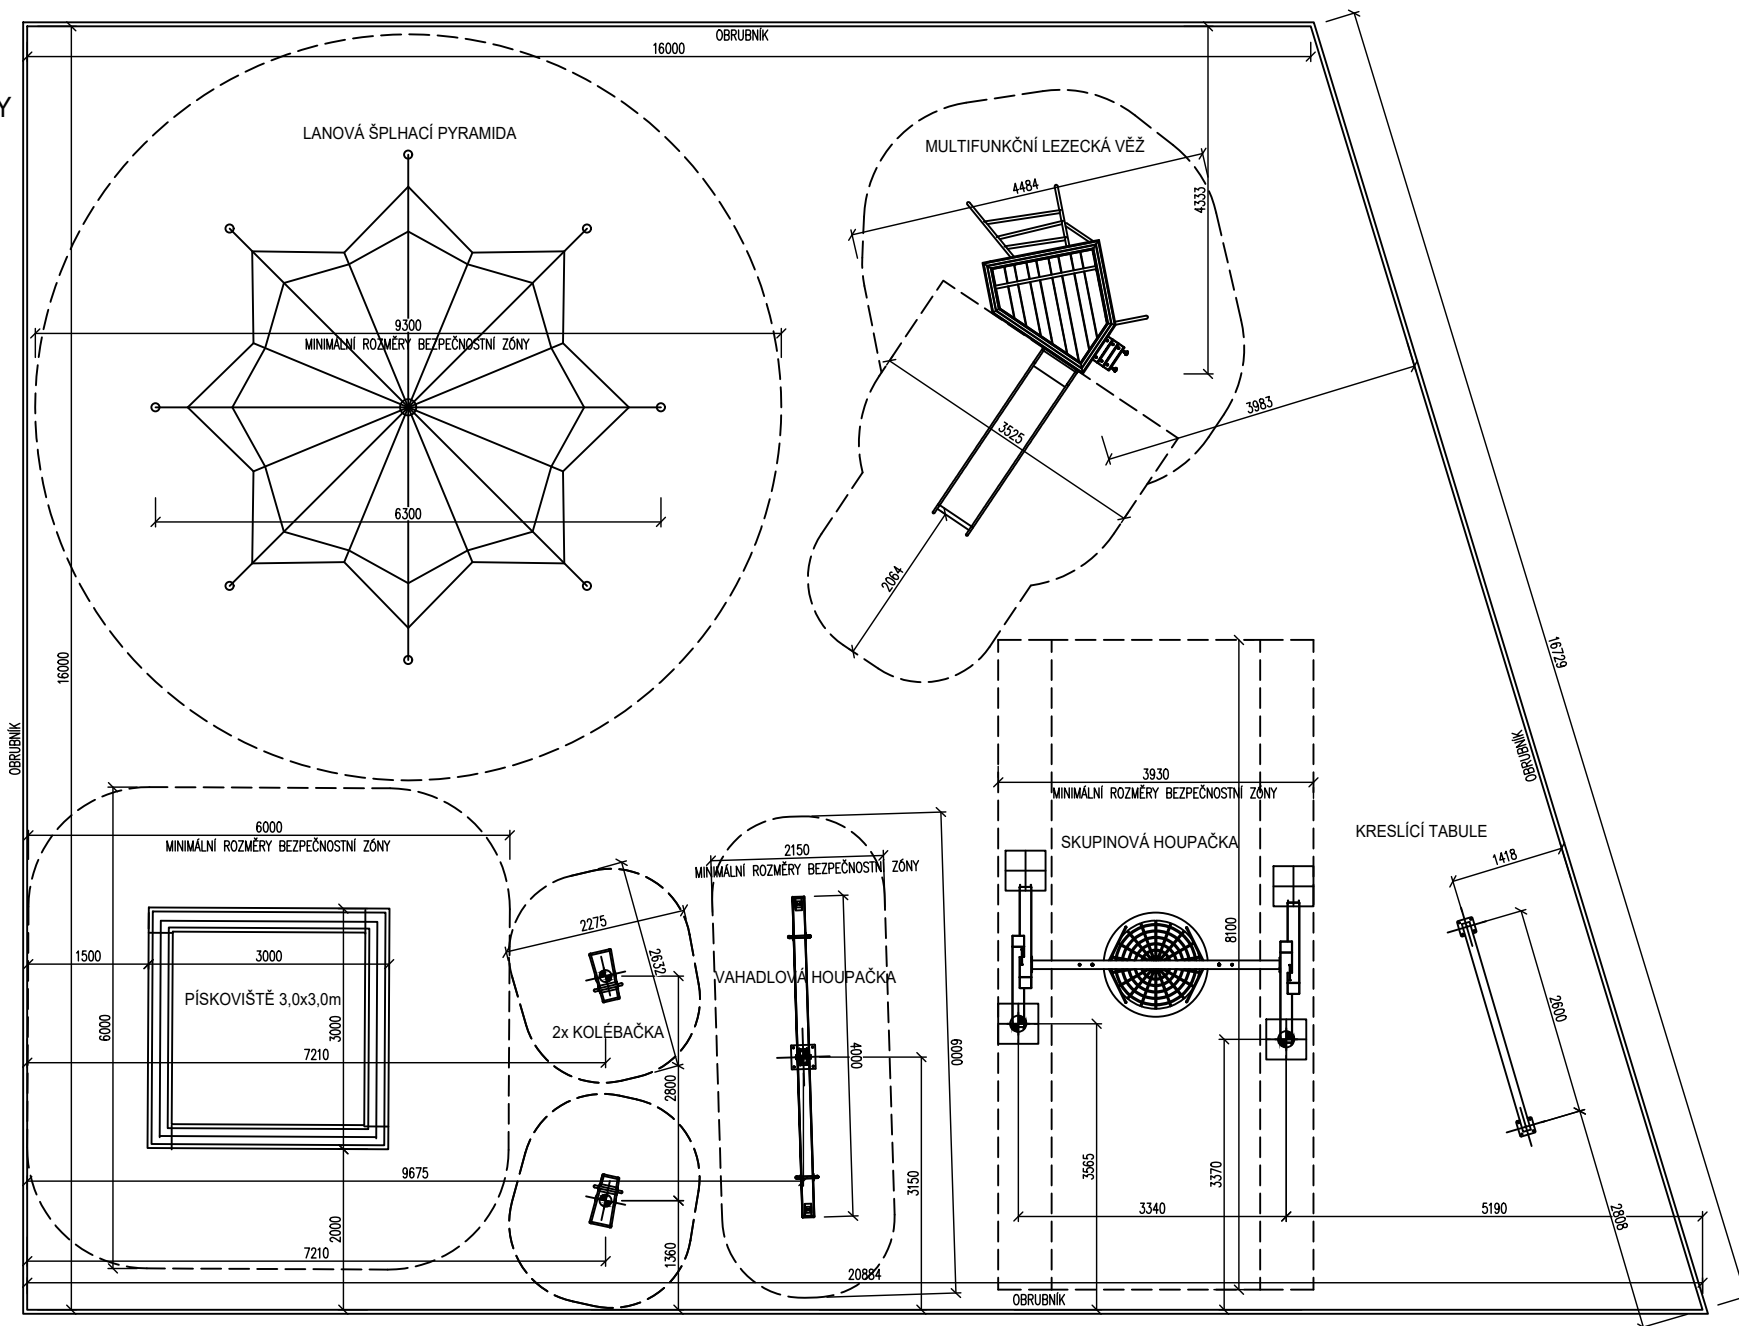 OBRUBNÍK
16000
Y
LANOVÁ ŠPLHACÍ PYRAMIDA
MULTIFUNKČNÍ LEZECKÁ VĚŽ
4484
4333
9300
MINIMÁLNÍ ROZMĚRY BEZPEČNOSTNÍ ZÓNY
3983
3525
6300
2064
16000
16729
OBRUBNÍK
OBRUBNÍK
3930
MINIMÁLNÍ ROZMĚRY BEZPEČNOSTNÍ ZÓNY
6000
MINIMÁLNÍ ROZMĚRY BEZPEČNOSTNÍ ZÓNY
SKUPINOVÁ HOUPAČKA
KRESLÍCÍ TABULE
2150
MINIMÁLNÍ ROZMĚRY BEZPEČNOSTNÍ ZÓNY
1418
2275
2632
8100
1500
3000
VAHADLOVÁ HOUPAČKA
PÍSKOVIŠTĚ 3,0x3,0m
3000
6000
2x KOLÉBAČKA
2600
7210
4000
6009
2800
9675
3150
3565
3370
3340
5190
2808
2000
7210
1360
20884
OBRUBNÍK